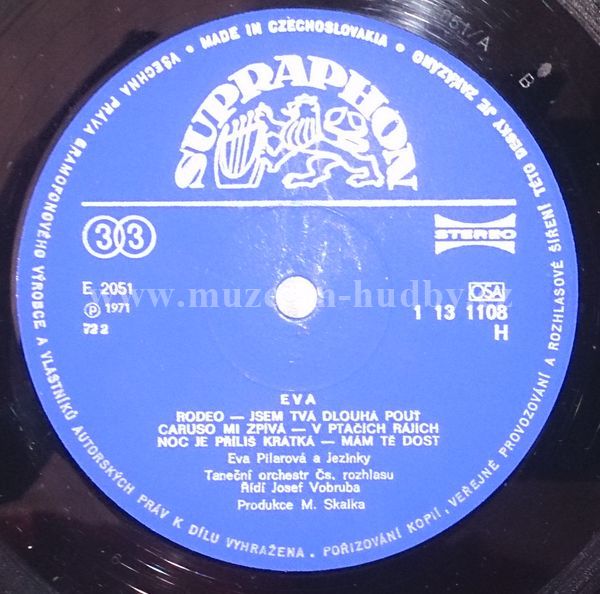 VŠECHNA PRÁVA GRAMOFONOVÉHO VÝROBCE A VLASTNÍKŮ AUTORSKÝCH PRÁV K DÍLU VYHRAŽENA. POŘIZOVÁNÍ KOPIÍ, VEŘEJNÉ PROVOZOVÁNÍ A ROZHLASOVÉ ŠÍŘENÍ TÉTO DESKY JE ZAKÁZÁNO • MADE IN CZECHOSLOVAKIA •
SUPRAPHON
33
STEREO
E 2051
℗ 1971
72 2
OSA
1 13 1108
H
www.muzeum-hudby.cz
EVA
RODEO — JSEM TVÁ DLOUHÁ POUŤ
CARUSO MI ZPÍVÁ — V PTAČÍCH RÁJÍCH
NOC JE PŘÍLIŠ KRÁTKÁ — MÁM TĚ DOST
Eva Pilarová a Jezinky
Taneční orchestr Čs. rozhlasu
Řídí Josef Vobruba
Produkce M. Skalka
B